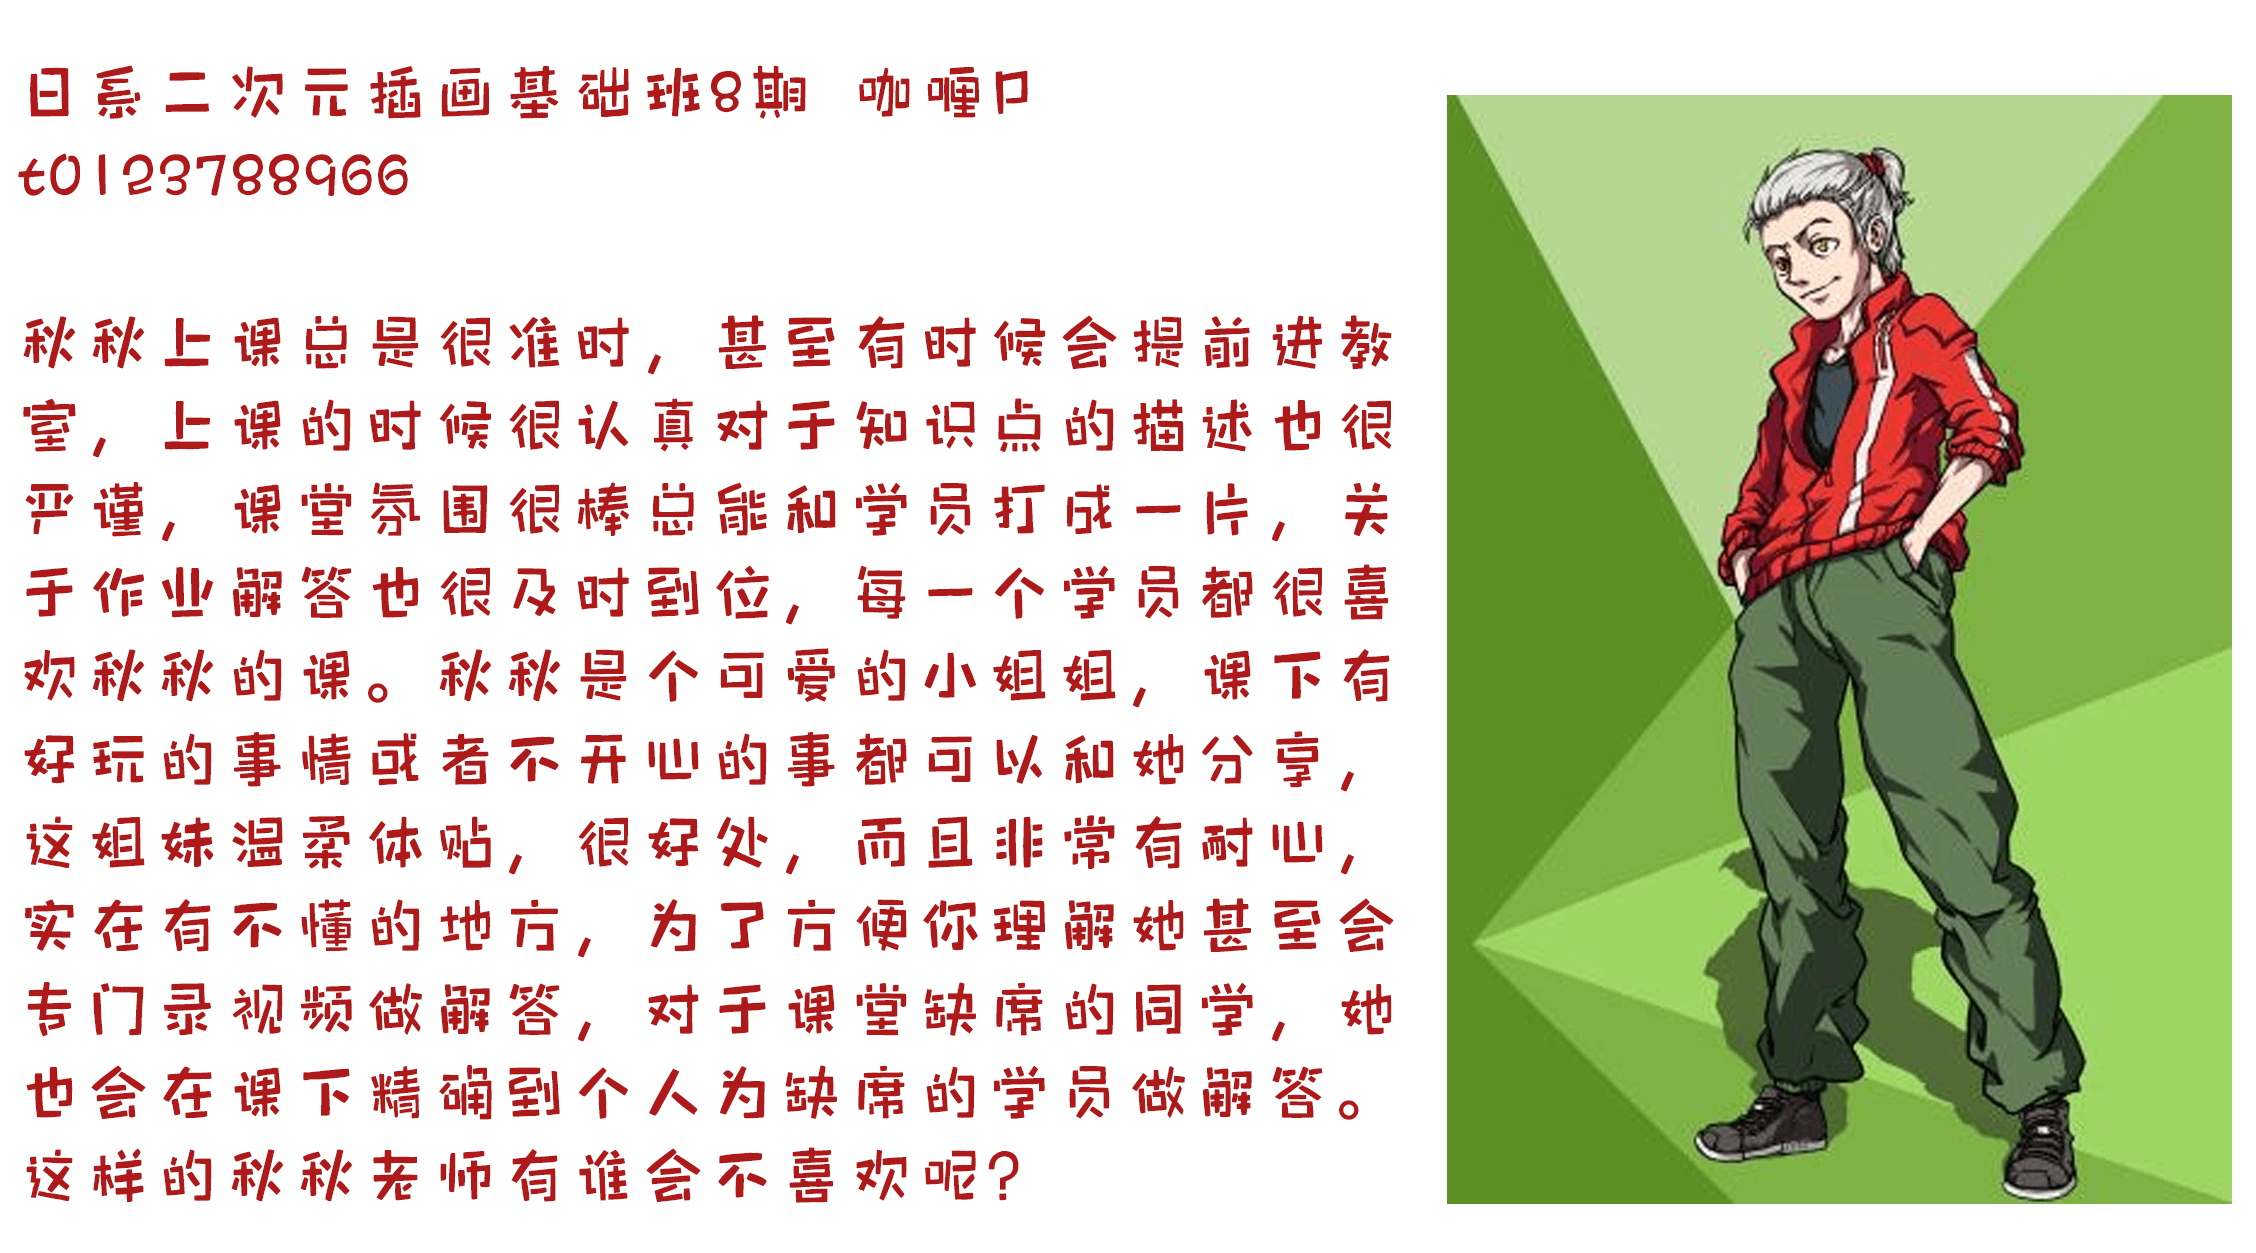 日系二次元插画基础班8期 咖喱口
t0123788966
秋秋上课总是很准时，甚至有时候会提前进教
室，上课的时候很认真对于知识点的描述也很
严谨，课堂氛围很棒总能和学员打成一片，关
于作业解答也很及时到位，每一个学员都很喜
欢秋秋的课。秋秋是个可爱的小姐姐，课下有
好玩的事情或者不开心的事都可以和她分享，
这姐妹温柔体贴，很好处，而且非常有耐心，
实在有不懂的地方，为了方便你理解她甚至会
专门录视频做解答，对于课堂缺席的同学，她
也会在课下精确到个人为缺席的学员做解答。
这样的秋秋老师有谁会不喜欢呢？